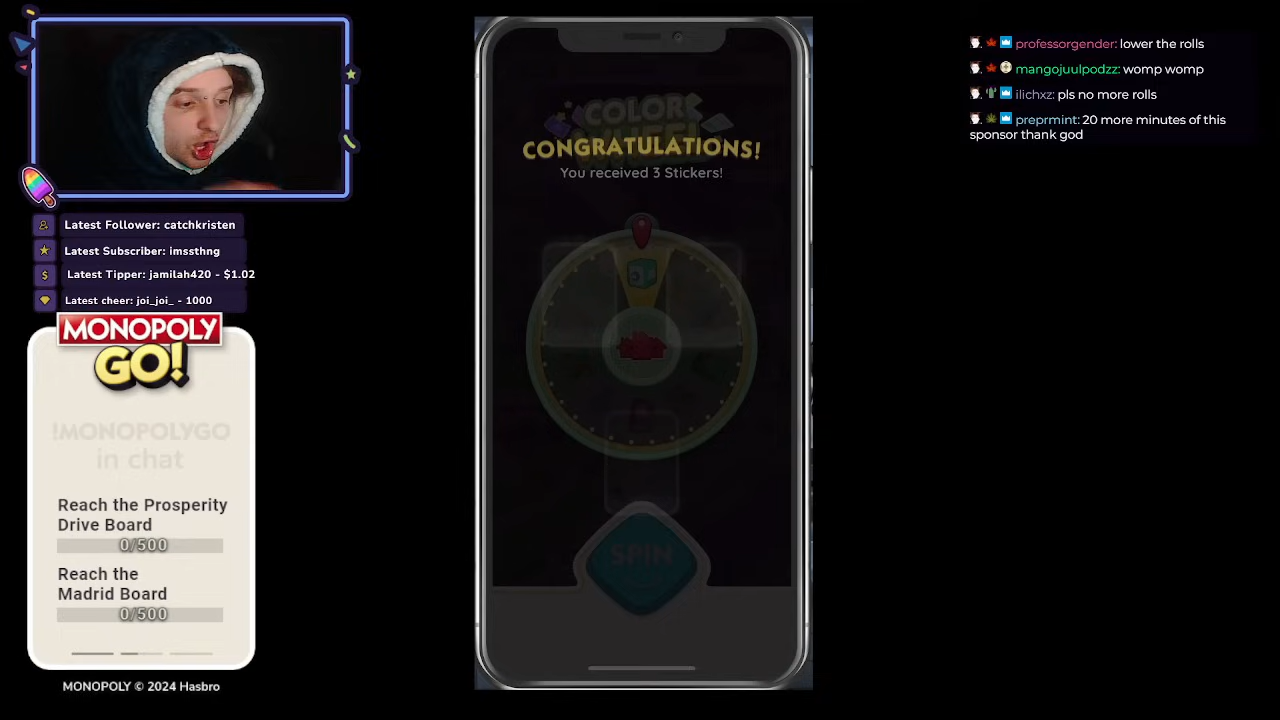 Latest Follower: catchkristen
Latest Subscriber: imssthng
Latest Tipper: jamilah420 - $1.02
Latest cheer: joi_joi_ - 1000
MONOPOLY
GO!
!MONOPOLYGO
in chat
Reach the Prosperity
Drive Board
0/500
Reach the
Madrid Board
0/500
MONOPOLY © 2024 Hasbro
COLOR
WHEEL
CONGRATULATIONS!
You received 3 Stickers!
SPIN
professorgender: lower the rolls
mangojuulpodzz: womp womp
ilichxz: pls no more rolls
preprmint: 20 more minutes of this
sponsor thank god